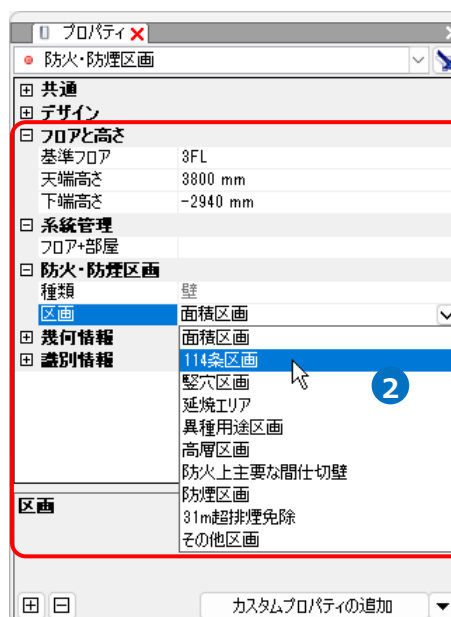 プロパティ
防火・防煙区画
共通
デザイン
フロアと高さ
基準フロア 3FL
天端高さ 3800 mm
下端高さ -2940 mm
系統管理
フロア+部屋
防火・防煙区画
種類 壁
区画 面積区画
幾何情報 面積区画
識別情報 114条区画
竪穴区画
2
延焼エリア
異種用途区画
高層区画
防火上主要な間仕切壁
防煙区画
区画 31m超排煙免除
その他区画
カスタムプロパティの追加